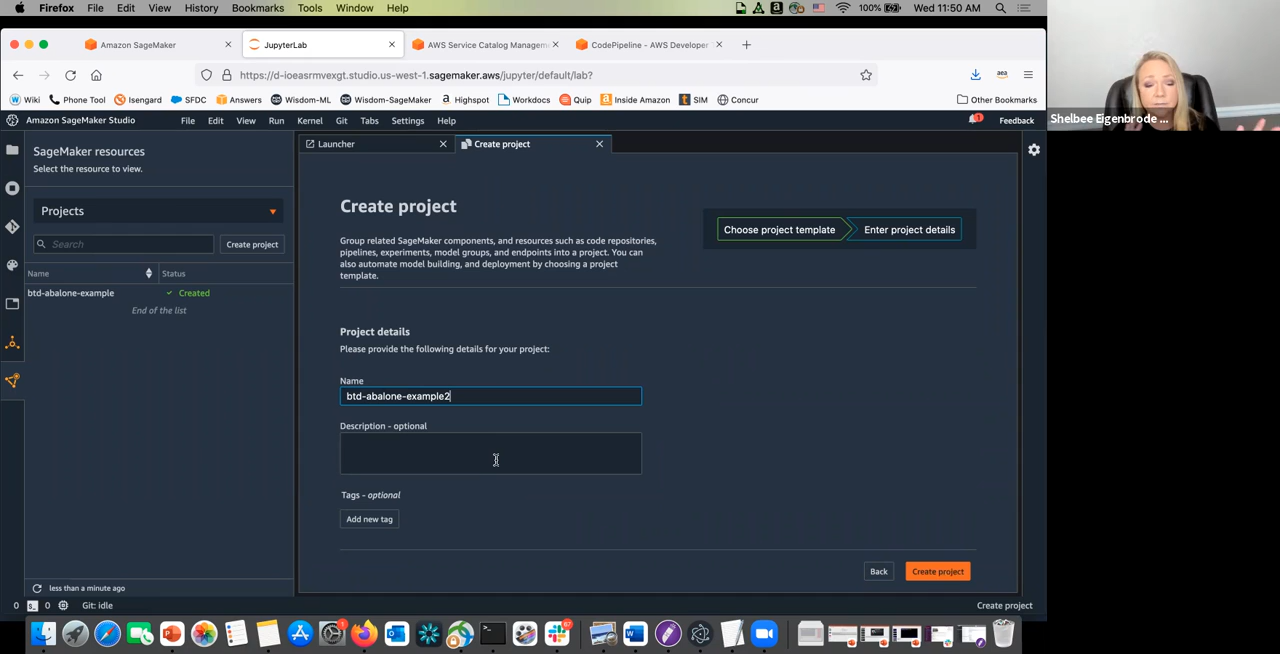 Firefox File Edit View History Bookmarks Tools Window Help 100% Wed 11:50 AM
Amazon SageMaker JupyterLab AWS Service Catalog Managem CodePipeline - AWS Developer
https://d-ioeasrmvexgt.studio.us-west-1.sagemaker.aws/jupyter/default/lab?
aea
Wiki Phone Tool Isengard SFDC Answers Wisdom-ML Wisdom-SageMaker Highspot Workdocs Quip Inside Amazon SIM Concur Other Bookmarks
Shelbee Eigenbrode ...
Amazon SageMaker Studio File Edit View Run Kernel Git Tabs Settings Help 1 Feedback
Launcher Create project
SageMaker resources
Select the resource to view.
Projects
Search Create project
Name Status
btd-abalone-example Created
End of the list
Create project
Choose project template Enter project details
Group related SageMaker components, and resources such as code repositories,
pipelines, experiments, model groups, and endpoints into a project. You can
also automate model building, and deployment by choosing a project
template.
Project details
Please provide the following details for your project:
Name
btd-abalone-example2
Description - optional
Tags - optional
Add new tag
Back Create project
less than a minute ago
0 0 Git: idle Create project
1 67